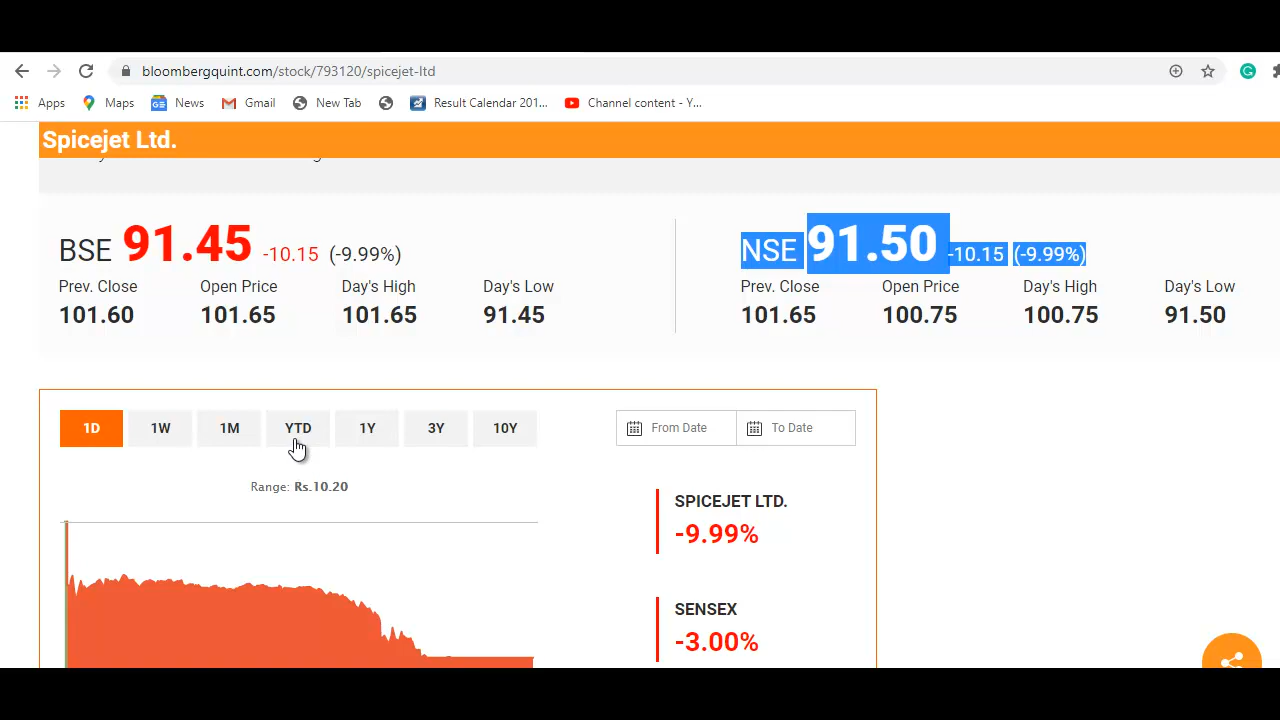 bloombergquint.com/stock/793120/spicejet-ltd
Apps Maps News Gmail New Tab Result Calendar 201... Channel content - Y...
Spicejet Ltd.
BSE 91.45 -10.15 (-9.99%)
Prev. Close Open Price Day's High Day's Low
101.60 101.65 101.65 91.45
NSE 91.50 -10.15 (-9.99%)
Prev. Close Open Price Day's High Day's Low
101.65 100.75 100.75 91.50
1D 1W 1M YTD 1Y 3Y 10Y
From Date To Date
Range: Rs.10.20
SPICEJET LTD.
-9.99%
SENSEX
-3.00%